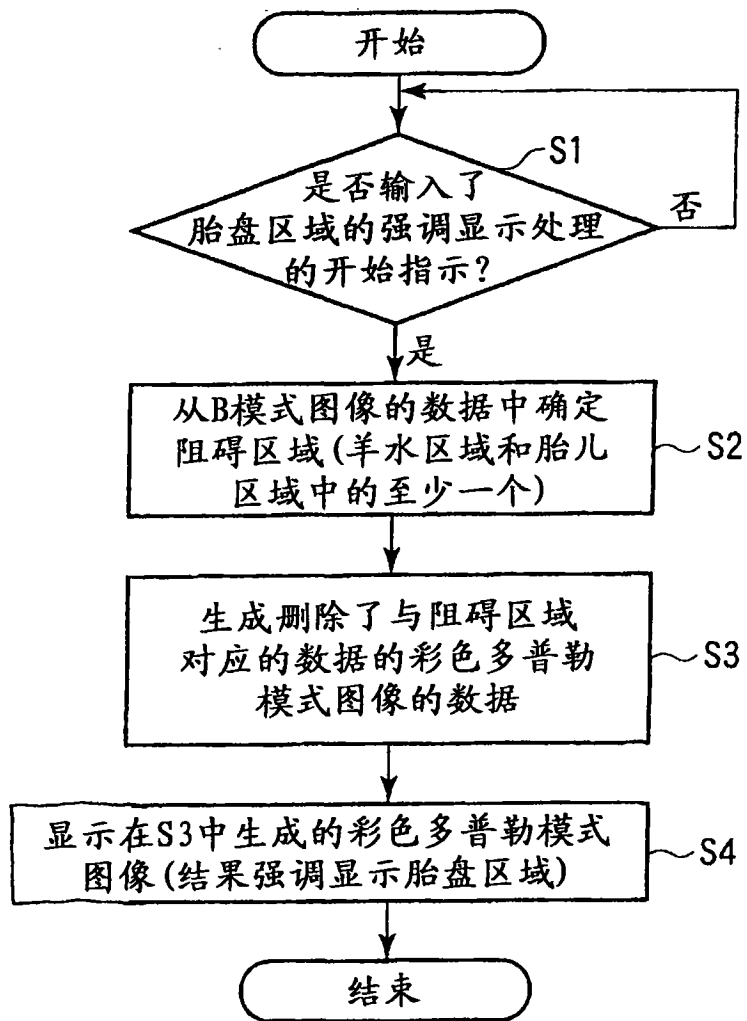 开始
S1
是否输入了
胎盘区域的强调显示处理
的开始指示?
否
是
从B模式图像的数据中确定
阻碍区域(羊水区域和胎儿
区域中的至少一个)
S2
生成删除了与阻碍区域
对应的数据的彩色多普勒
模式图像的数据
S3
显示在S3中生成的彩色多普勒模式
图像(结果强调显示胎盘区域)
S4
结束